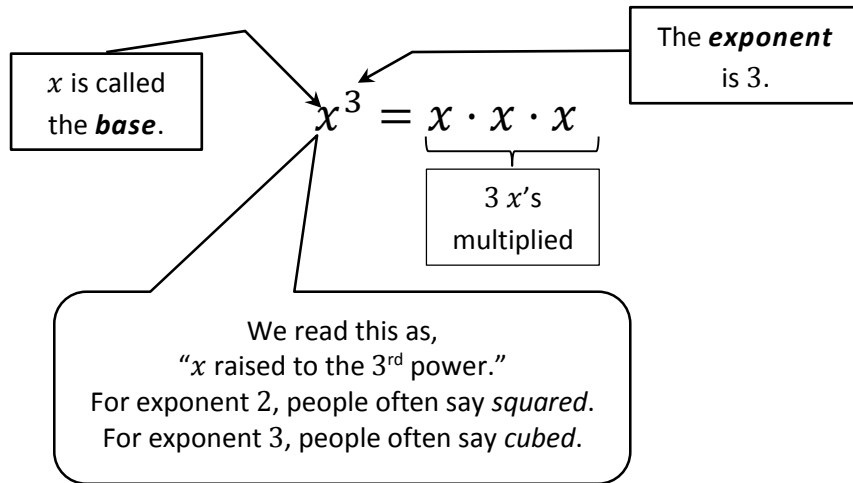 x is called
the base.
The exponent
is 3.
x³ = x · x · x
3 x’s
multiplied
We read this as,
“x raised to the 3rd power.”
For exponent 2, people often say squared.
For exponent 3, people often say cubed.